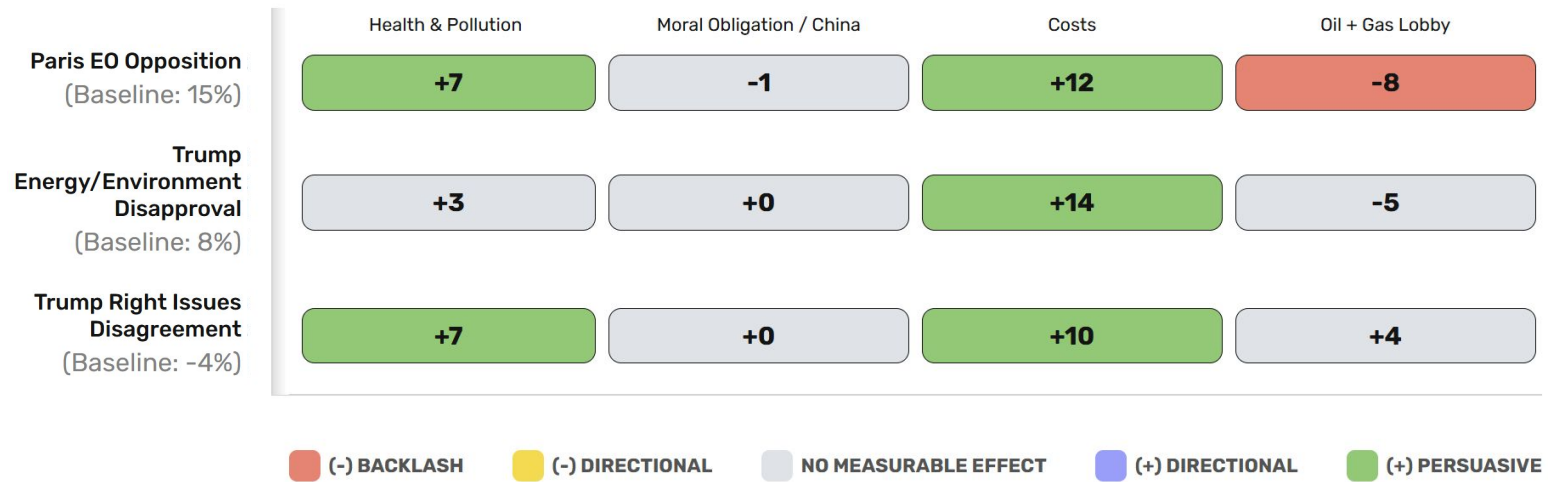 Health & Pollution
Moral Obligation / China
Costs
Oil + Gas Lobby
Paris EO Opposition
(Baseline: 15%)
+7
-1
+12
-8
Trump
Energy/Environment
Disapproval
(Baseline: 8%)
+3
+0
+14
-5
Trump Right Issues
Disagreement
(Baseline: -4%)
+7
+0
+10
+4
(-) BACKLASH
(-) DIRECTIONAL
NO MEASURABLE EFFECT
(+) DIRECTIONAL
(+) PERSUASIVE